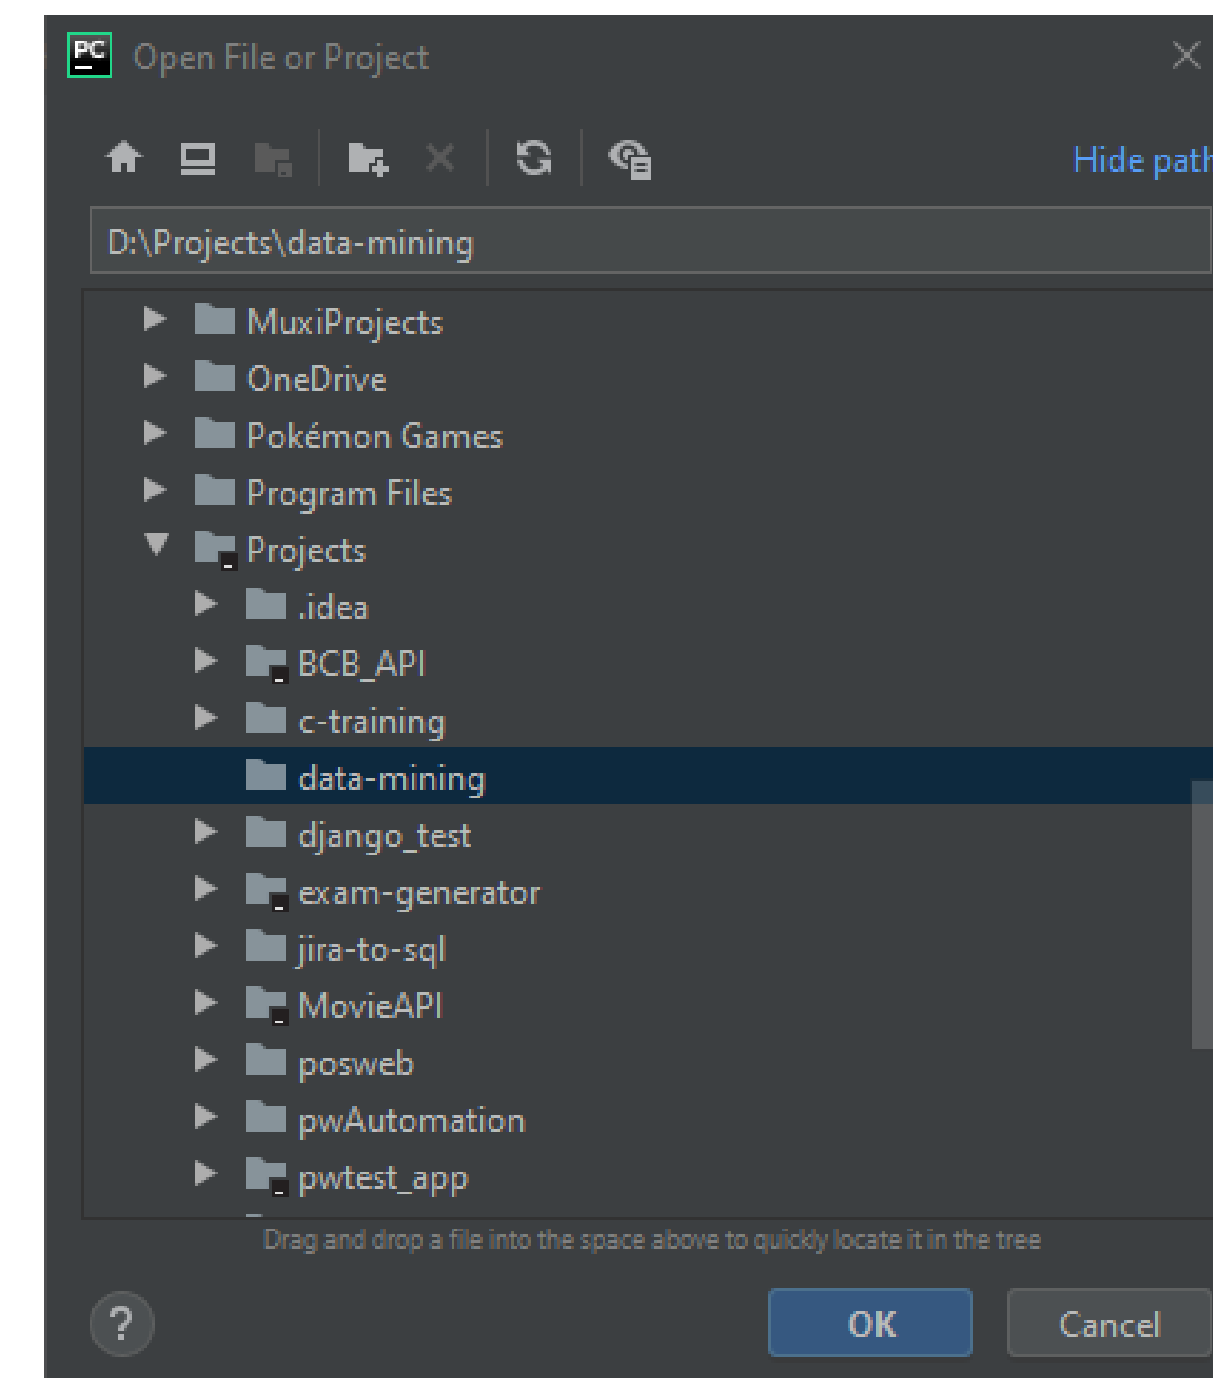 PC Open File or Project
Hide path
D:\Projects\data-mining
MuxiProjects
OneDrive
Pokémon Games
Program Files
Projects
.idea
BCB_API
c-training
data-mining
django_test
exam-generator
jira-to-sql
MovieAPI
posweb
pwAutomation
pwtest_app
Drag and drop a file into the space above to quickly locate it in the tree
? OK Cancel